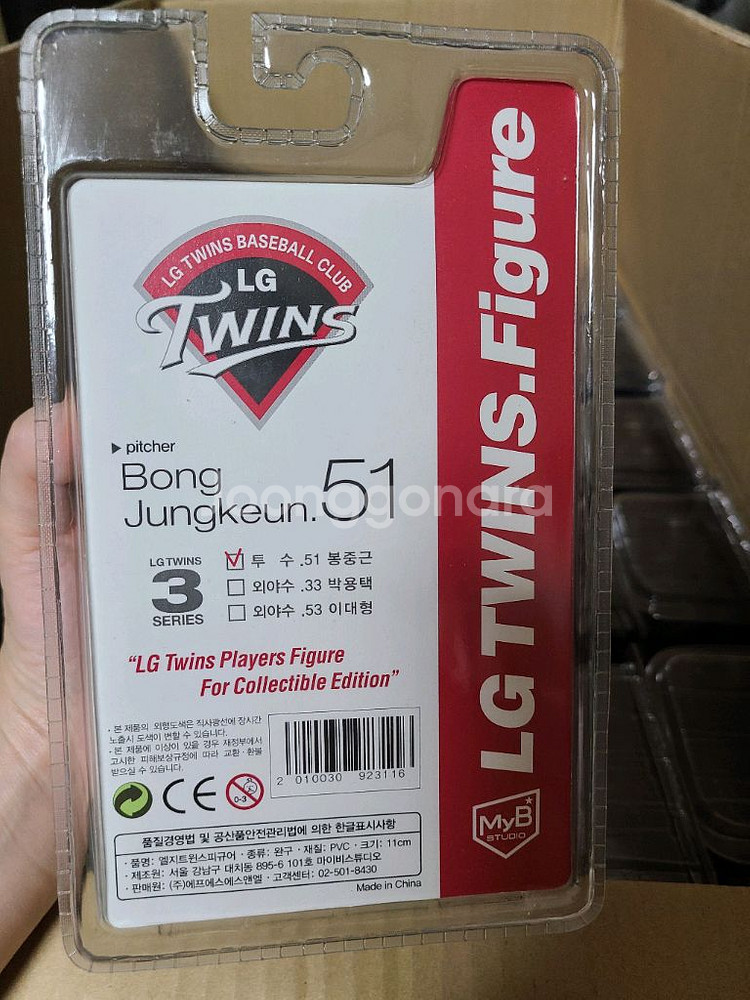 LG TWINS BASEBALL CLUB
LG
TWINS
LG TWINS.Figure
▶ pitcher
Bong
Jungkeun.51
joonggonara
LG TWINS
3
SERIES
투 수 .51 봉중근
외야수 .33 박용택
외야수 .53 이대형
"LG Twins Players Figure
For Collectible Edition"
· 본 제품의 외형도색은 직사광선에 장시간
노출시 도색이 변할 수 있습니다.
· 본 제품에 이상이 있을 경우 재정부에서
고시한 피해보상규정에 따라 교환·환불
받으실 수 있습니다.
2 010030 923116
CE
0-3
MyB
STUDIO
품질경영법 및 공산품안전관리법에 의한 한글표시사항
· 품명: 엘지트윈스피규어 · 종류: 완구 · 재질: PVC · 크기: 11cm
· 제조원: 서울 강남구 대치동 895-6 101호 마이비스튜디오
· 판매원: (주)에프에스에스앤엘 · 고객센터: 02-501-8430
Made in China